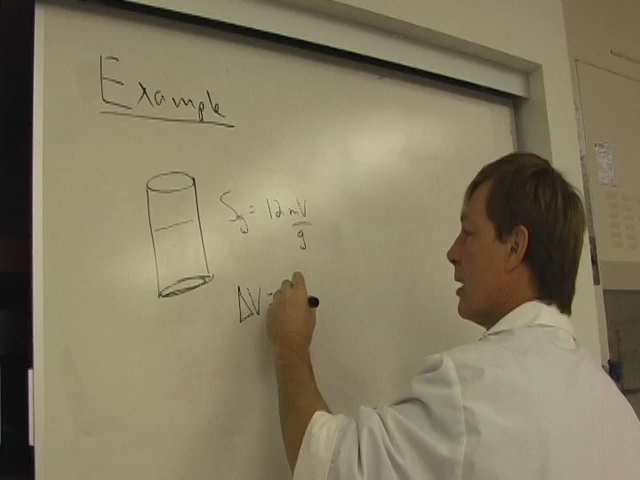 Example
Sg = 12 mV/g
ΔV =